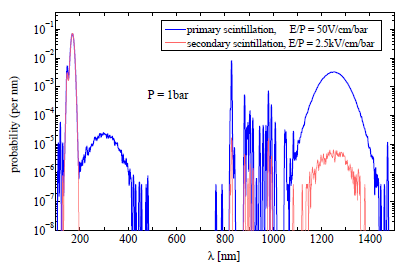 10⁻¹
10⁻²
10⁻³
10⁻⁴
10⁻⁵
10⁻⁶
10⁻⁷
10⁻⁸
probability (per nm)
primary scintillation, E/P = 50V/cm/bar
secondary scintillation, E/P = 2.5kV/cm/bar
P = 1bar
200 400 600 800 1000 1200 1400
λ [nm]